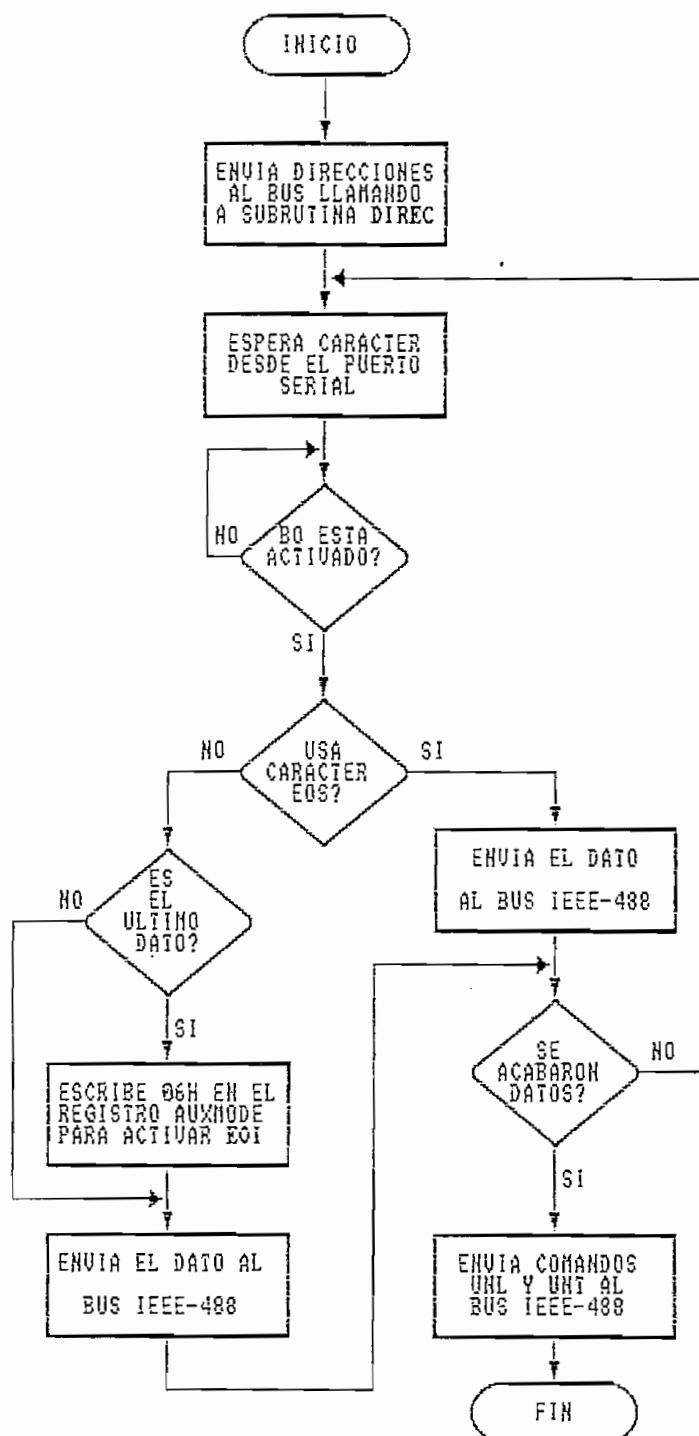 INICIO
ENVIA DIRECCIONES
AL BUS LLAMANDO
A SUBRUTINA DIREC
ESPERA CARACTER
DESDE EL PUERTO
SERIAL
NO
BO ESTA
ACTIVADO?
SI
NO
USA
CARACTER
EOS?
SI
NO
ES
EL
ULTIMO
DATO?
SI
ESCRIBE 06H EN EL
REGISTRO AUXMODE
PARA ACTIVAR EOI
ENVIA EL DATO AL
BUS IEEE-488
ENVIA EL DATO
AL BUS IEEE-488
SE
ACABARON
DATOS?
NO
SI
ENVIA COMANDOS
UNL Y UNT AL
BUS IEEE-488
FIN